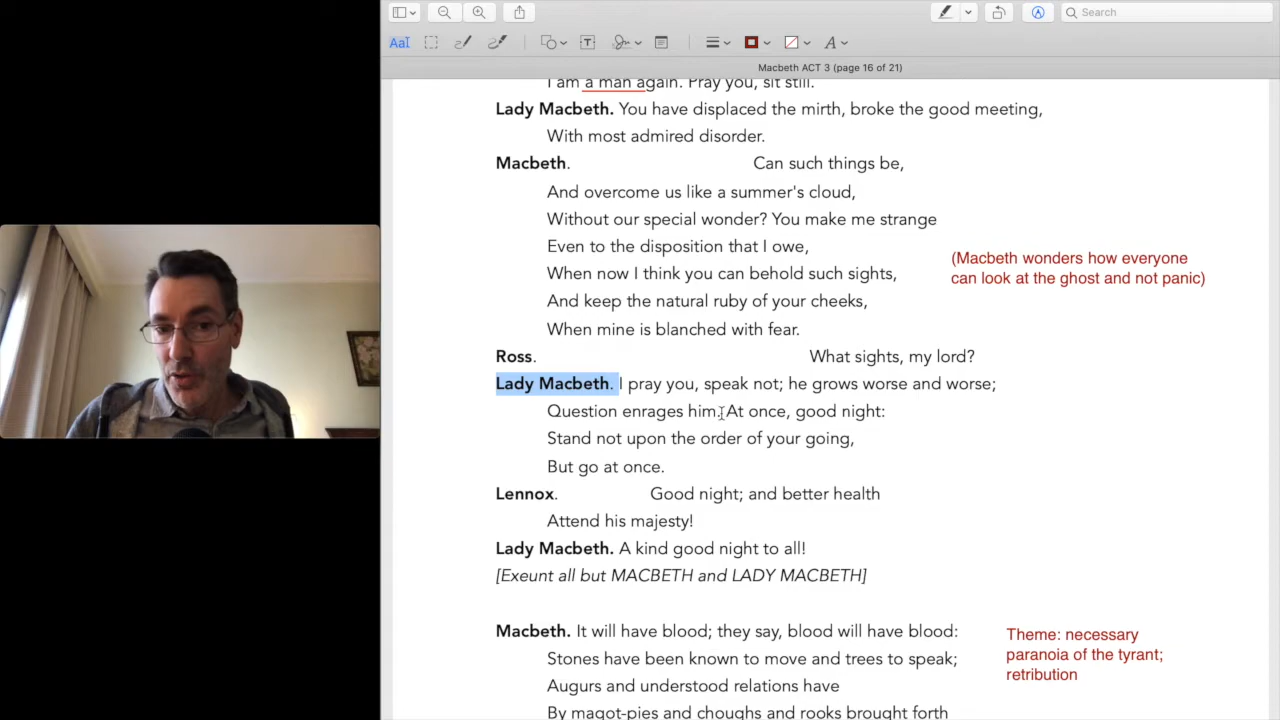 Search
AaI
T
A
Macbeth ACT 3 (page 16 of 21)
I am a man again. Pray you, sit still.
Lady Macbeth. You have displaced the mirth, broke the good meeting,
With most admired disorder.
Macbeth. Can such things be,
And overcome us like a summer's cloud,
Without our special wonder? You make me strange
Even to the disposition that I owe,
When now I think you can behold such sights,
And keep the natural ruby of your cheeks,
When mine is blanched with fear.
(Macbeth wonders how everyone
can look at the ghost and not panic)
Ross. What sights, my lord?
Lady Macbeth. I pray you, speak not; he grows worse and worse;
Question enrages him. At once, good night:
Stand not upon the order of your going,
But go at once.
Lennox. Good night; and better health
Attend his majesty!
Lady Macbeth. A kind good night to all!
[Exeunt all but MACBETH and LADY MACBETH]
Macbeth. It will have blood; they say, blood will have blood:
Stones have been known to move and trees to speak;
Augurs and understood relations have
By magot-pies and choughs and rooks brought forth
Theme: necessary
paranoia of the tyrant;
retribution